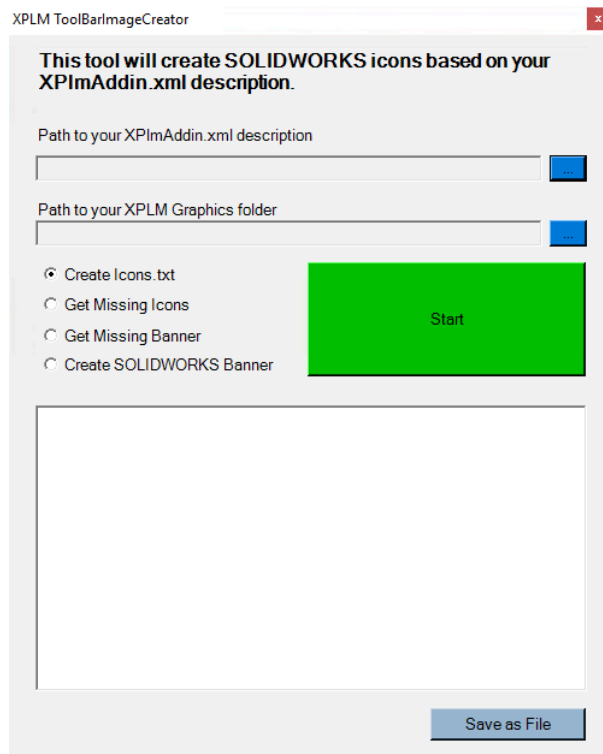 XPLM ToolBarImageCreator
x
This tool will create SOLIDWORKS icons based on your
XPlmAddin.xml description.
Path to your XPlmAddin.xml description
...
Path to your XPLM Graphics folder
...
Create Icons.txt
Get Missing Icons
Get Missing Banner
Create SOLIDWORKS Banner
Start
Save as File